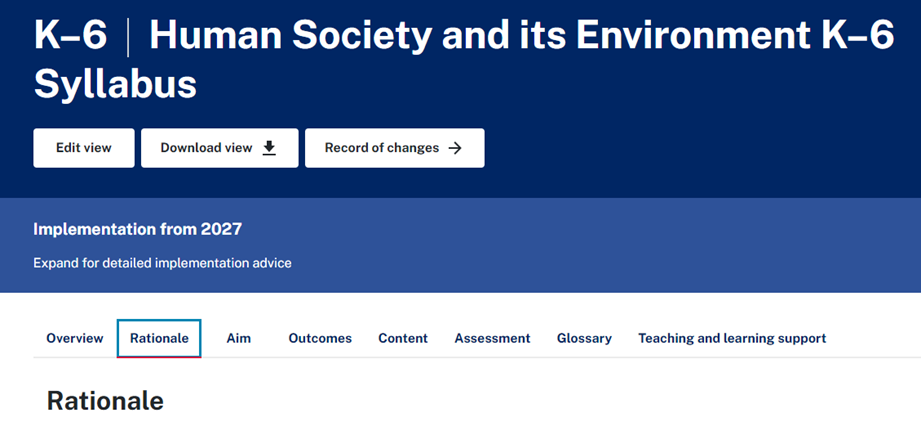 K–6 | Human Society and its Environment K–6
Syllabus
Edit view
Download view
Record of changes
Implementation from 2027
Expand for detailed implementation advice
Overview Rationale Aim Outcomes Content Assessment Glossary Teaching and learning support
Rationale